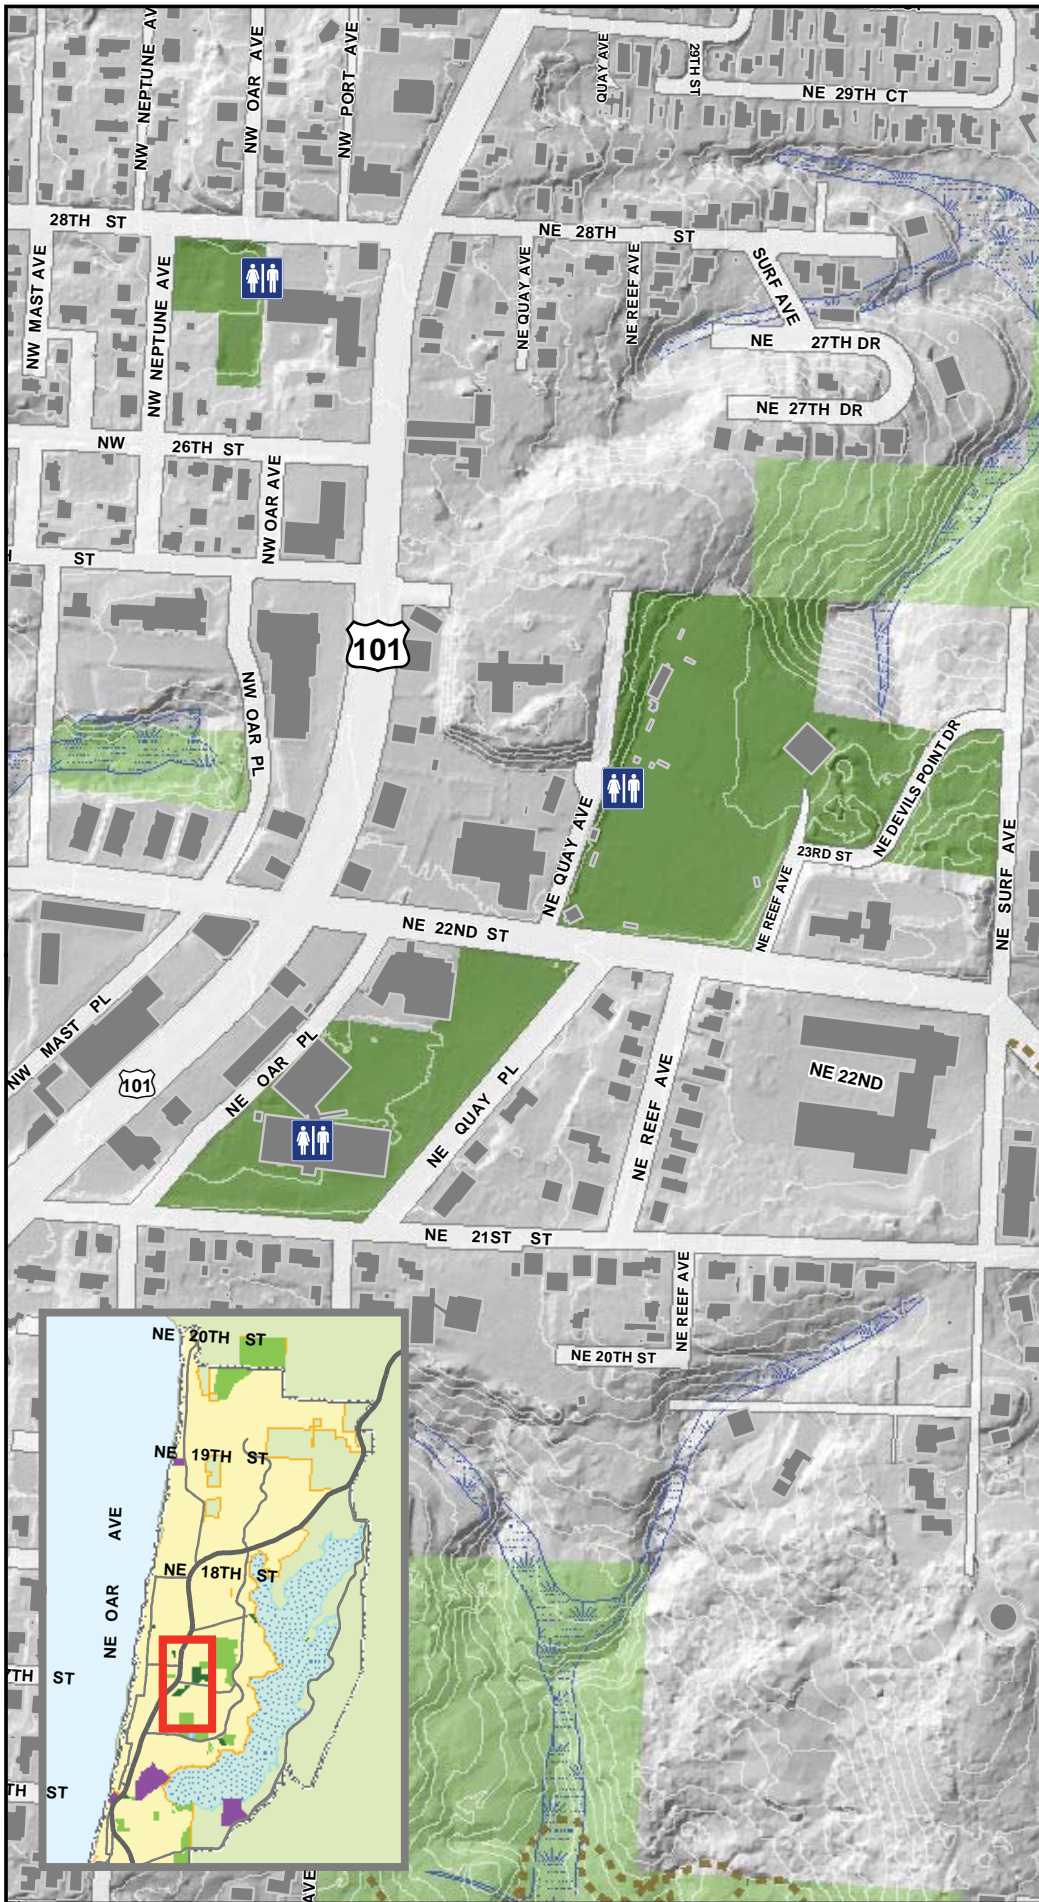 NW NEPTUNE AV
NW OAR AVE
NW PORT AVE
QUAY AVE
29TH ST
NE 29TH CT
28TH ST
NE 28TH ST
NW MAST AVE
NW NEPTUNE AVE
NE QUAY AVE
NE REEF AVE
SURF AVE
NE 27TH DR
NE 27TH DR
NW 26TH ST
NW OAR AVE
H ST
101
NW OAR PL
NE QUAY AVE
NE DEVILS POINT DR
23RD ST
NE REEF AVE
NE SURF AVE
NE 22ND ST
NW MAST PL
101
NE OAR PL
NE QUAY PL
NE REEF AVE
NE 22ND
NE 21ST ST
NE REEF AVE
NE 20TH ST
NE 20TH ST
NE 19TH ST
NE OAR AVE
NE 18TH ST
7TH ST
TH ST
AVE